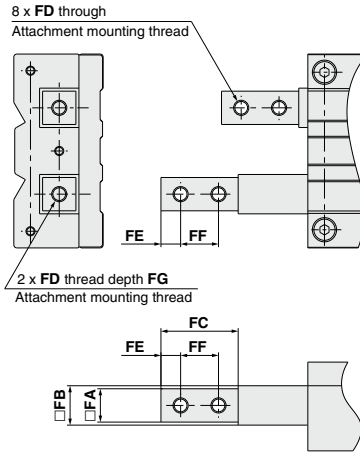 8 x FD through
Attachment mounting thread
FE
FF
2 x FD thread depth FG
Attachment mounting thread
FC
FE
FF
□FB
□FA